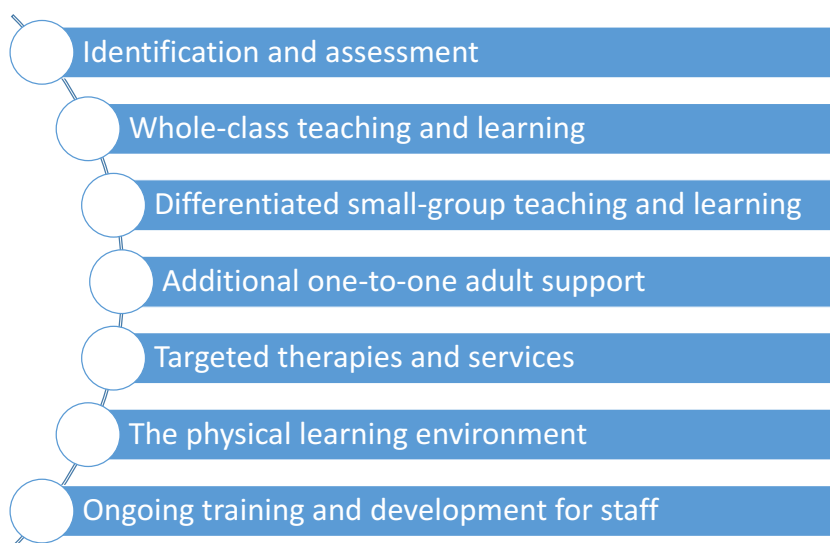 Identification and assessment
Whole-class teaching and learning
Differentiated small-group teaching and learning
Additional one-to-one adult support
Targeted therapies and services
The physical learning environment
Ongoing training and development for staff